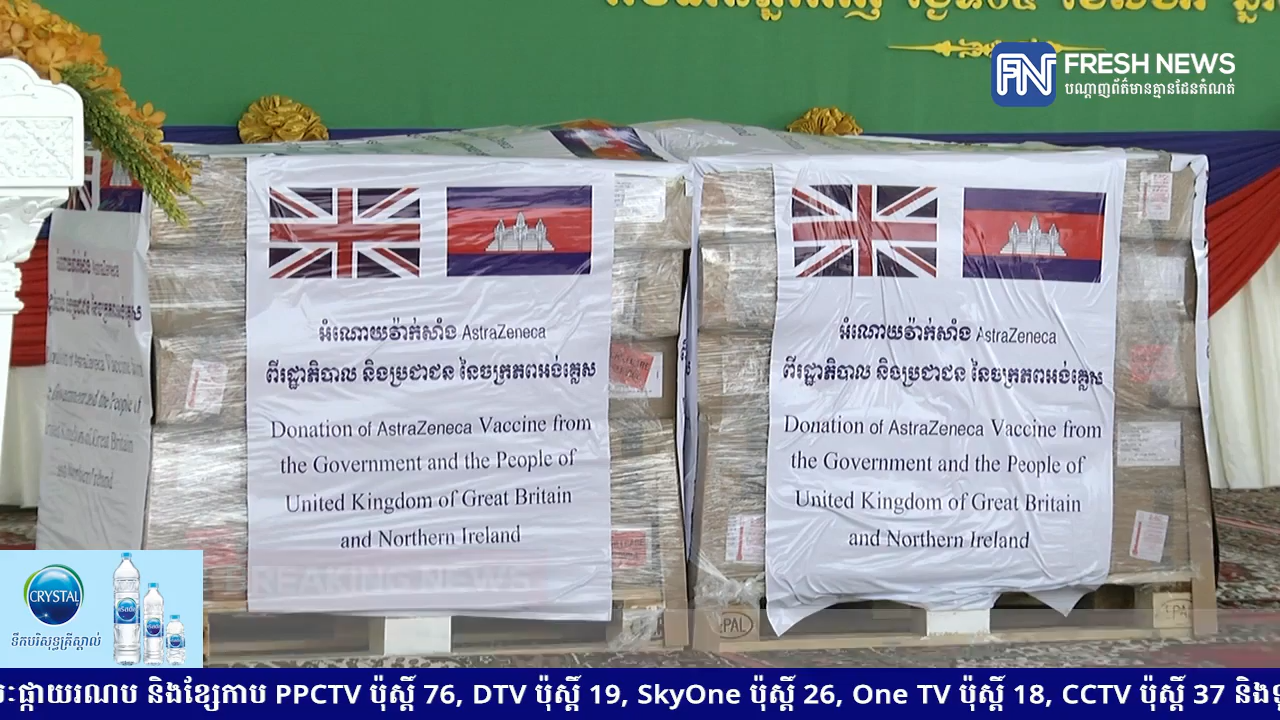 FRESH NEWS
បណ្ដាញព័ត៌មានគ្មានដែនកំណត់
អំណោយវ៉ាក់សាំង AstraZeneca
ពីរដ្ឋាភិបាល និងប្រជាជន នៃចក្រភពអង់គ្លេស
Donation of AstraZeneca Vaccine from
the Government and the People of
United Kingdom of Great Britain
and Northern Ireland
អំណោយវ៉ាក់សាំង AstraZeneca
ពីរដ្ឋាភិបាល និងប្រជាជន នៃចក្រភពអង់គ្លេស
Donation of AstraZeneca Vaccine from
the Government and the People of
United Kingdom of Great Britain
and Northern Ireland
BREAKING NEWS
CRYSTAL
ទឹកបរិសុទ្ធគ្រីស្តាល់
ផ្កាយរណប និងខ្សែកាប PPCTV ប៉ុស្តិ៍ 76, DTV ប៉ុស្តិ៍ 19, SkyOne ប៉ុស្តិ៍ 26, One TV ប៉ុស្តិ៍ 18, CCTV ប៉ុស្តិ៍ 37 និង